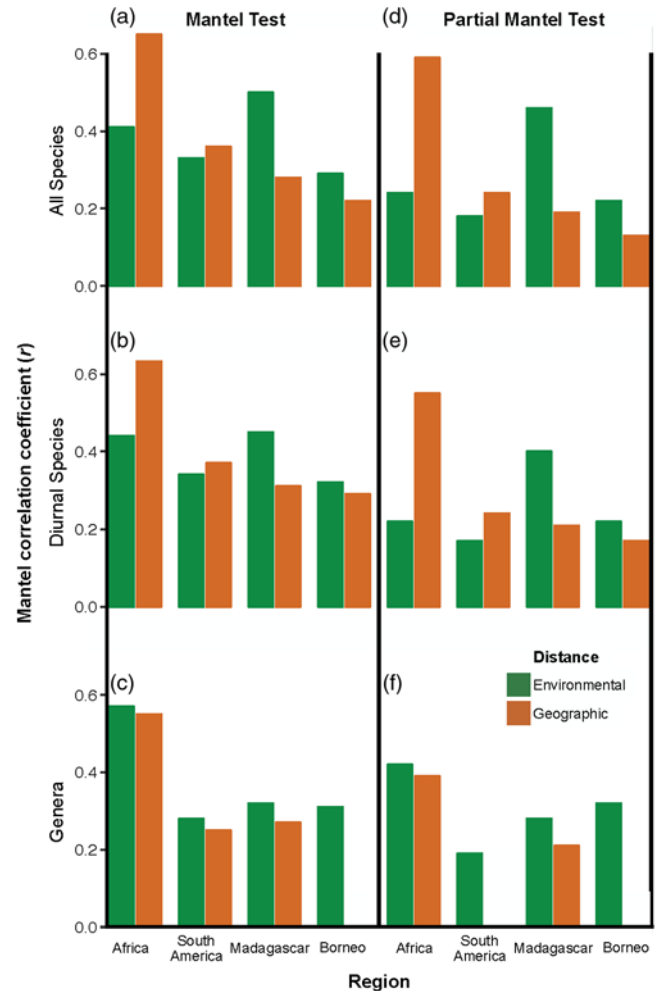 (a)
Mantel Test
(d)
Partial Mantel Test
Mantel correlation coefficient (r)
All Species
0.6
0.4
0.2
0.0
(b)
(e)
Diurnal Species
0.6
0.4
0.2
0.0
(c)
(f)
Genera
0.6
0.4
0.2
0.0
Distance
Environmental
Geographic
Africa
South
America
Madagascar
Borneo
Africa
South
America
Madagascar
Borneo
Region